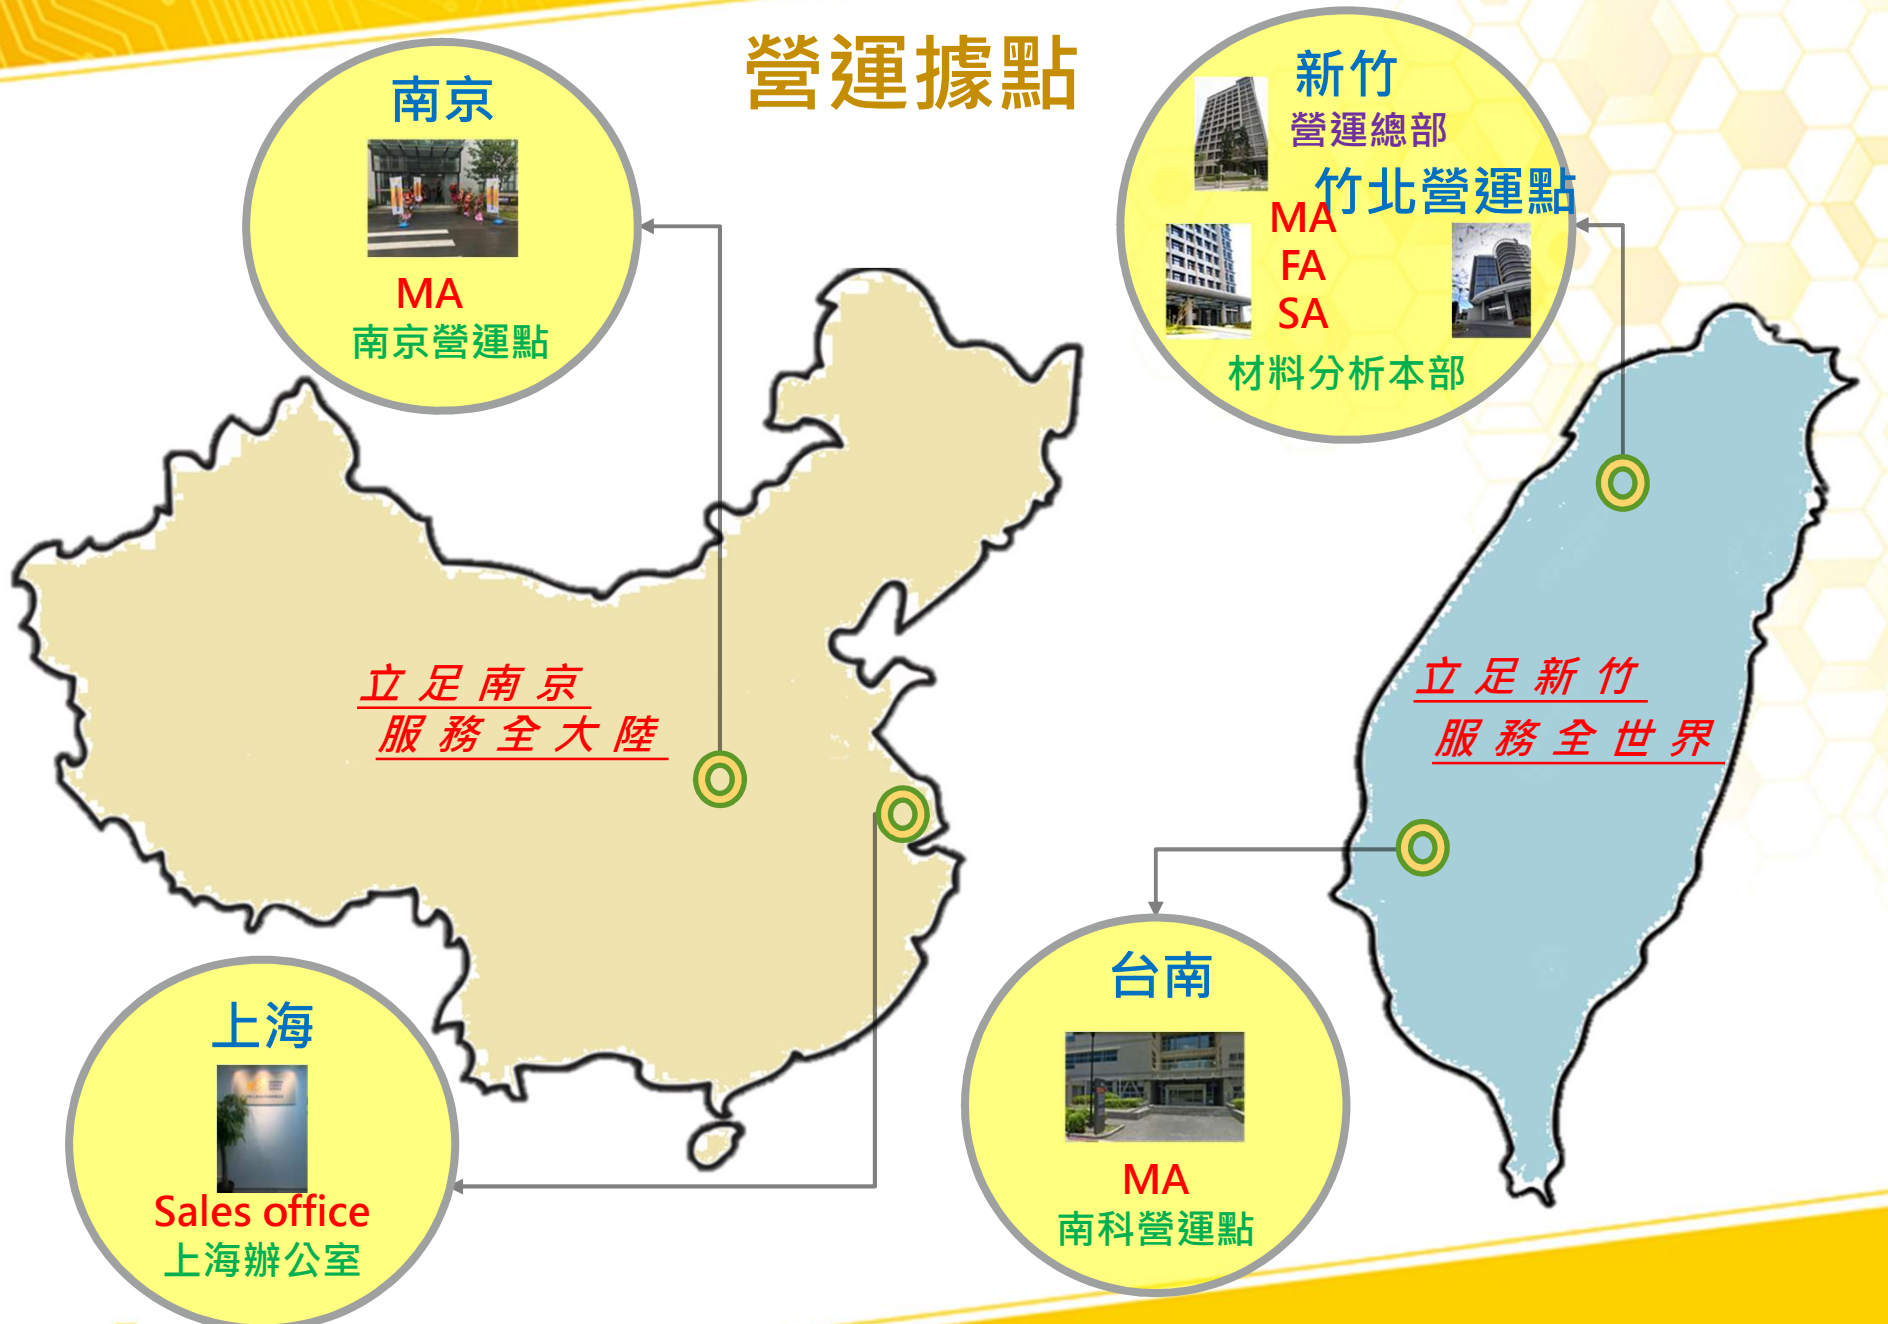 營運據點
南京
MA
南京營運點
新竹
營運總部
竹北營運點
MA
FA
SA
材料分析本部
立足南京
服務全大陸
立足新竹
服務全世界
上海
Sales office
上海辦公室
台南
MA
南科營運點